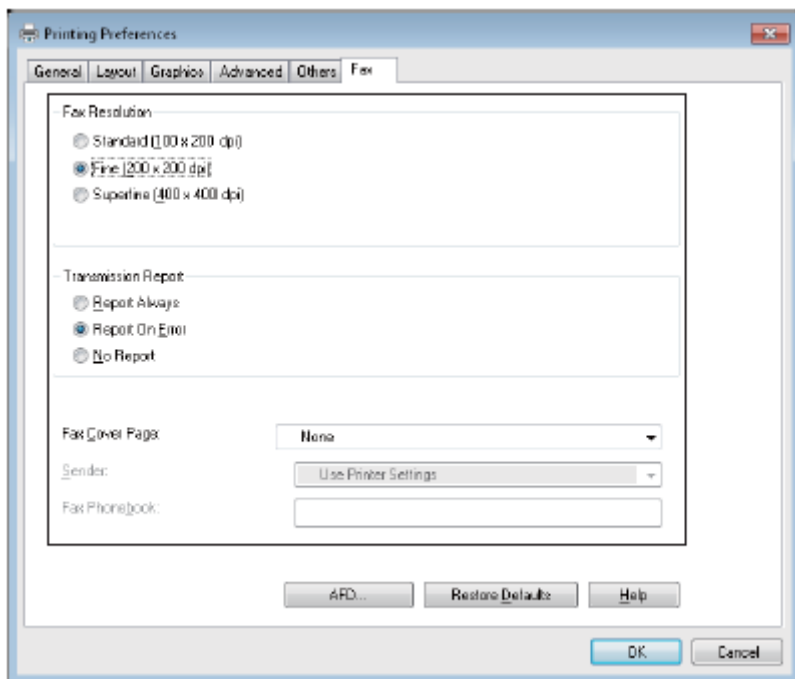 Printing Preferences
General Layout Graphics Advanced Others Fax
Fax Resolution
Standard (100 x 200 dpi)
Fine (200 x 200 dpi)
Superfine (400 x 400 dpi)
Transmission Report
Report Always
Report On Error
No Report
Fax Cover Page: None
Sender: Use Printer Settings
Fax Phonebook:
AFD... Restore Defaults Help
OK Cancel